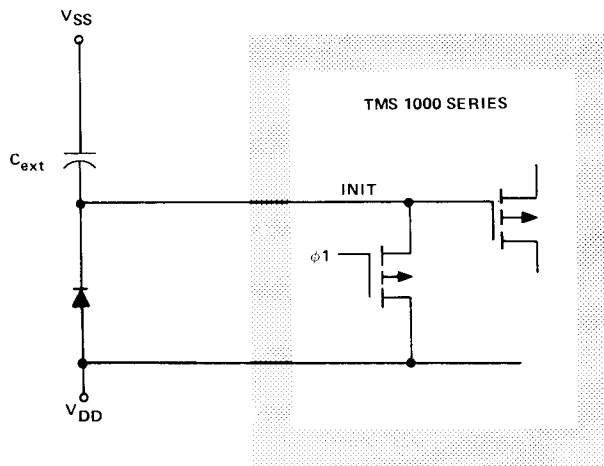 VSS
TMS 1000 SERIES
Cext
INIT
ϕ1
VDD